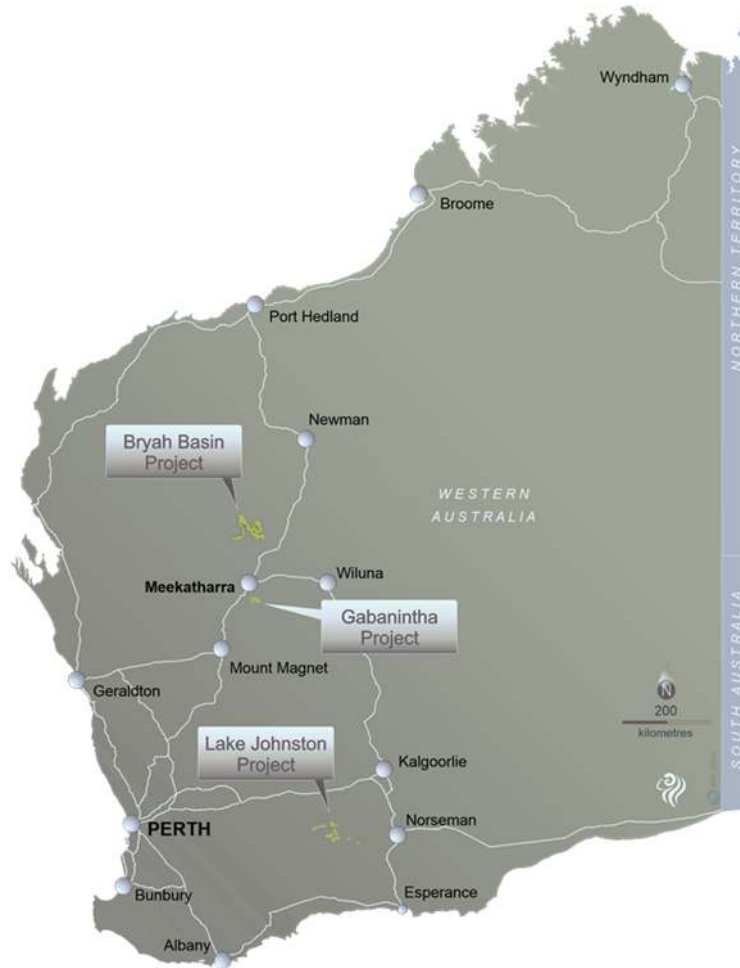 Wyndham
Broome
Port Hedland
Newman
Bryah Basin
Project
WESTERN
AUSTRALIA
NORTHERN TERRITORY
Meekatharra
Wiluna
Gabanintha
Project
Mount Magnet
Geraldton
SOUTH AUSTRALIA
N
200
kilometres
Lake Johnston
Project
Kalgoorlie
PERTH
Norseman
Bunbury
Esperance
Albany